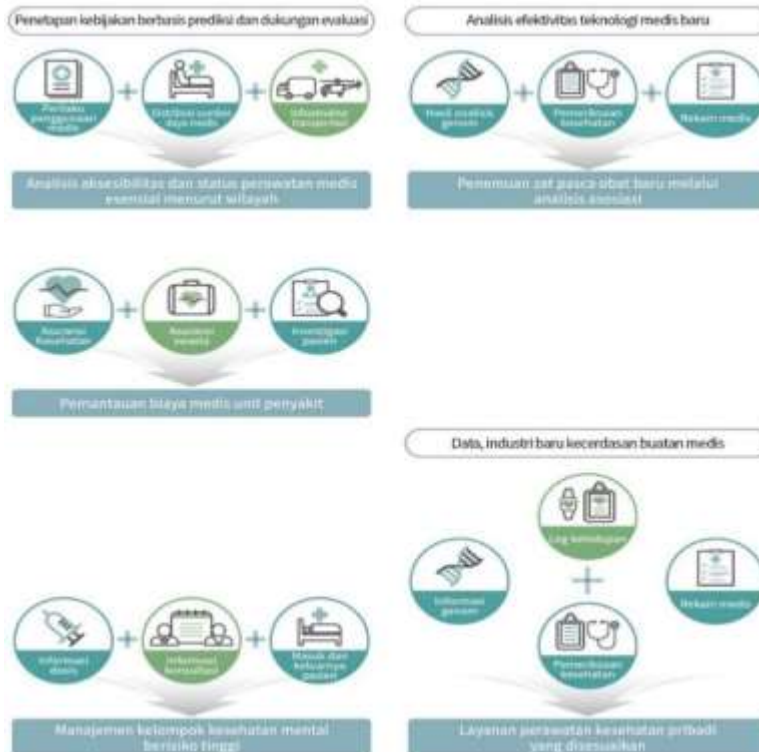 Penetapan kebijakan berbasis prediksi dan dukungan evaluasi
Perilaku
penggunaan
medis
Distribusi sumber
daya medis
Informasi
transportasi
Analisis aksesibilitas dan status perawatan medis
esensial menurut wilayah
Asuransi
Kesehatan
Asuransi
swasta
Investigasi
pasien
Pemantauan biaya medis unit penyakit
Informasi
dosis
Informasi
konsultasi
Masuk dan
keluarnya
pasien
Manajemen kelompok kesehatan mental
berisiko tinggi
Analisis efektivitas teknologi medis baru
Hasil analisis
genom
Pemeriksaan
kesehatan
Rekam medis
Penemuan zat pasca obat baru melalui
analisis asosiasi
Data, industri baru kecerdasan buatan medis
Log kehidupan
Informasi
genom
Rekam medis
Pemeriksaan
kesehatan
Layanan perawatan kesehatan pribadi
yang disesuaikan